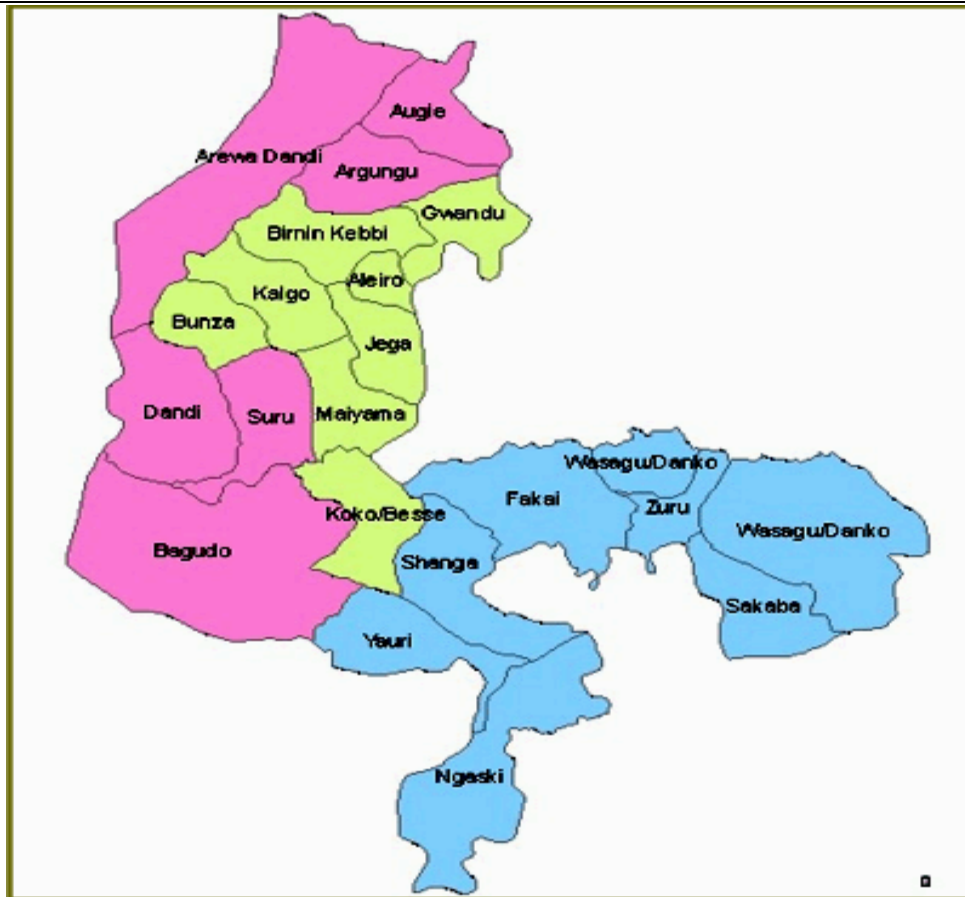 Augie
Arewa Dandi
Argungu
Gwandu
Birnin Kebbi
Aleiro
Kalgo
Bunza
Jega
Dandi
Suru
Maiyama
Wasagu/Danko
Fakai
Zuru
Koko/Besse
Wasagu/Danko
Bagudo
Shanga
Sakaba
Yauri
Ngaski